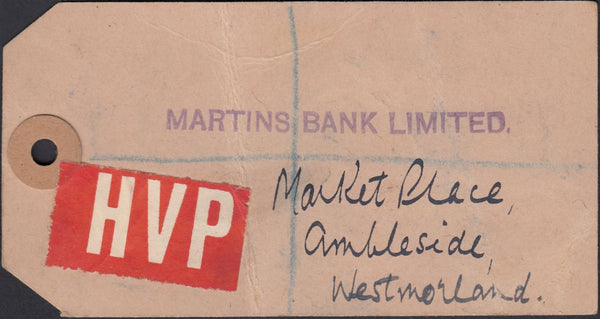 MARTINS BANK LIMITED.
HVP
Market Place,
Ambleside,
Westmorland.